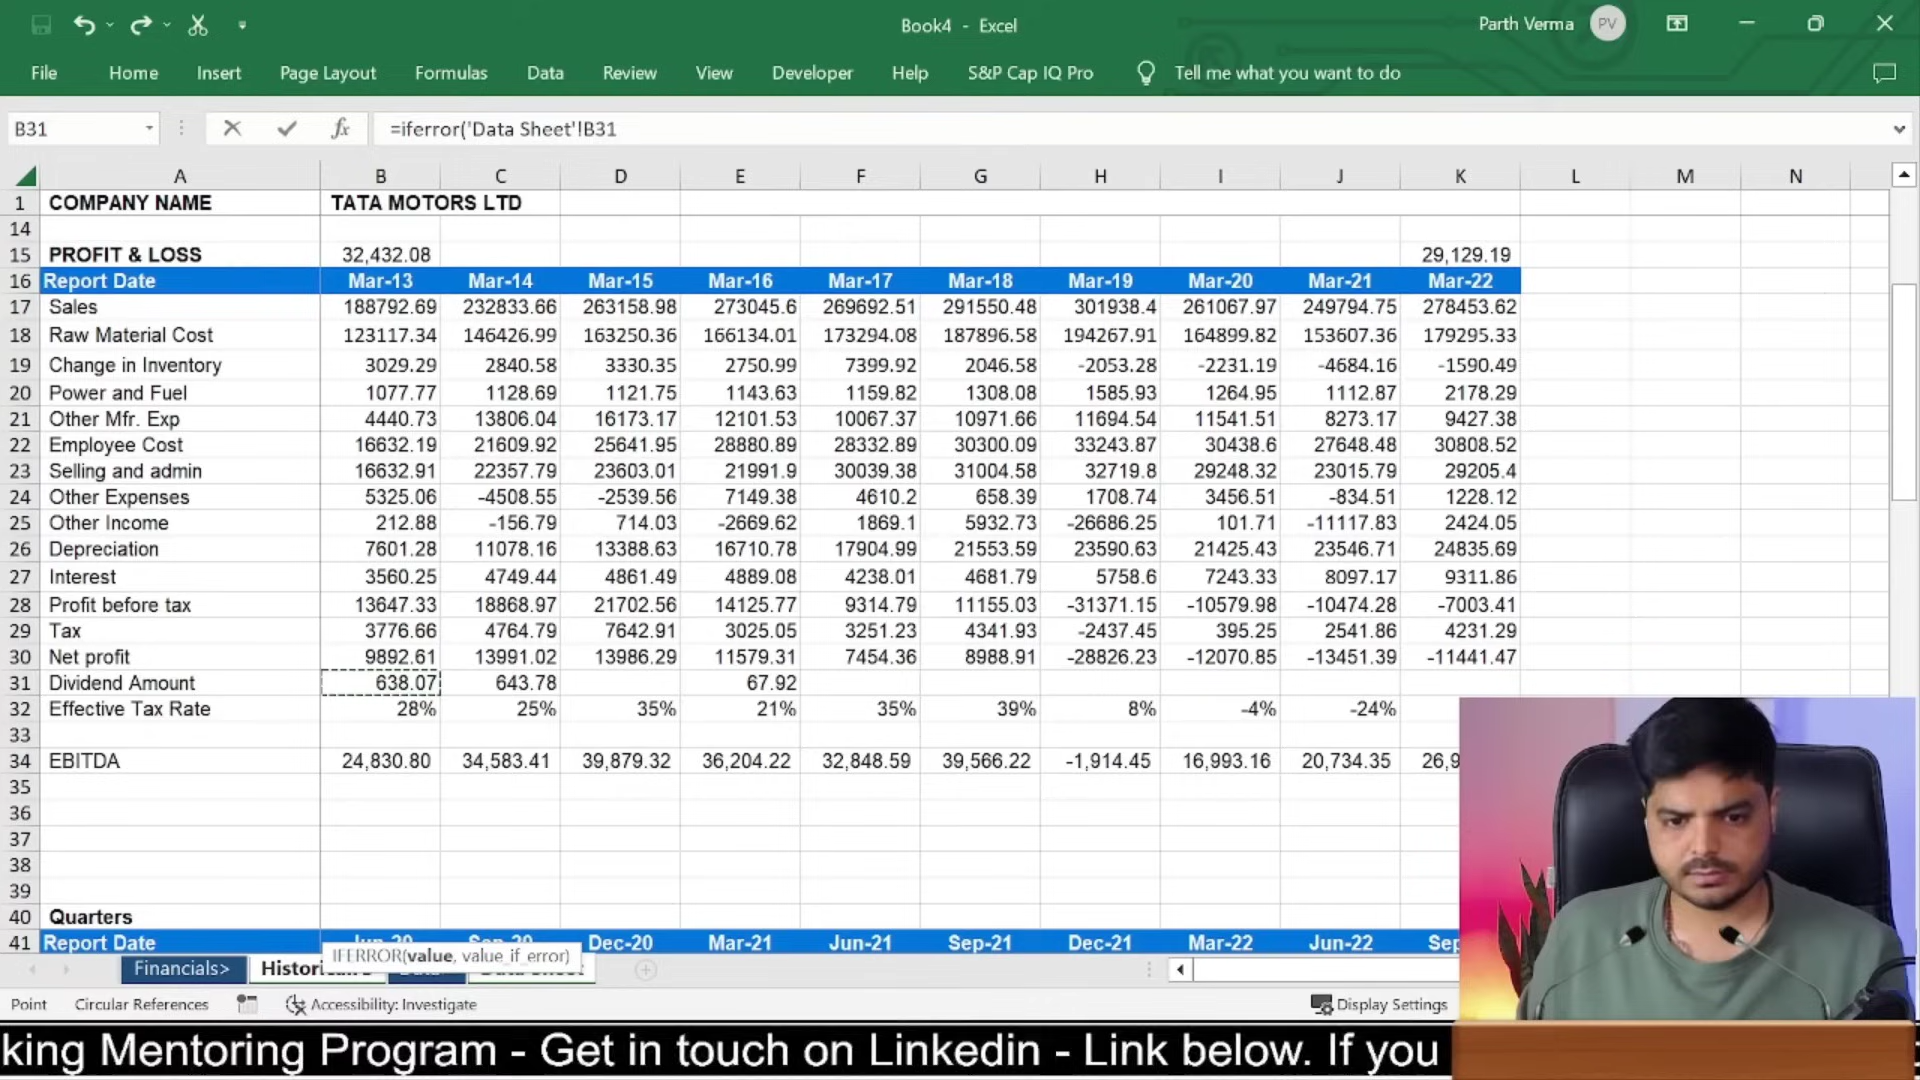 Book4 - Excel
Parth Verma PV
File Home Insert Page Layout Formulas Data Review View Developer Help S&P Cap IQ Pro Tell me what you want to do
B31 fx =iferror('Data Sheet'!B31
A B C D E F G H I J K L M N
1 COMPANY NAME TATA MOTORS LTD
14
15 PROFIT & LOSS 32,432.08 29,129.19
16 Report Date Mar-13 Mar-14 Mar-15 Mar-16 Mar-17 Mar-18 Mar-19 Mar-20 Mar-21 Mar-22
17 Sales 188792.69 232833.66 263158.98 273045.6 269692.51 291550.48 301938.4 261067.97 249794.75 278453.62
18 Raw Material Cost 123117.34 146426.99 163250.36 166134.01 173294.08 187896.58 194267.91 164899.82 153607.36 179295.33
19 Change in Inventory 3029.29 2840.58 3330.35 2750.99 7399.92 2046.58 -2053.28 -2231.19 -4684.16 -1590.49
20 Power and Fuel 1077.77 1128.69 1121.75 1143.63 1159.82 1308.08 1585.93 1264.95 1112.87 2178.29
21 Other Mfr. Exp 4440.73 13806.04 16173.17 12101.53 10067.37 10971.66 11694.54 11541.51 8273.17 9427.38
22 Employee Cost 16632.19 21609.92 25641.95 28880.89 28332.89 30300.09 33243.87 30438.6 27648.48 30808.52
23 Selling and admin 16632.91 22357.79 23603.01 21991.9 30039.38 31004.58 32719.8 29248.32 23015.79 29205.4
24 Other Expenses 5325.06 -4508.55 -2539.56 7149.38 4610.2 658.39 1708.74 3456.51 -834.51 1228.12
25 Other Income 212.88 -156.79 714.03 -2669.62 1869.1 5932.73 -26686.25 101.71 -11117.83 2424.05
26 Depreciation 7601.28 11078.16 13388.63 16710.78 17904.99 21553.59 23590.63 21425.43 23546.71 24835.69
27 Interest 3560.25 4749.44 4861.49 4889.08 4238.01 4681.79 5758.6 7243.33 8097.17 9311.86
28 Profit before tax 13647.33 18868.97 21702.56 14125.77 9314.79 11155.03 -31371.15 -10579.98 -10474.28 -7003.41
29 Tax 3776.66 4764.79 7642.91 3025.05 3251.23 4341.93 -2437.45 395.25 2541.86 4231.29
30 Net profit 9892.61 13991.02 13986.29 11579.31 7454.36 8988.91 -28826.23 -12070.85 -13451.39 -11441.47
31 Dividend Amount 638.07 643.78 67.92
32 Effective Tax Rate 28% 25% 35% 21% 35% 39% 8% -4% -24%
33
34 EBITDA 24,830.80 34,583.41 39,879.32 36,204.22 32,848.59 39,566.22 -1,914.45 16,993.16 20,734.35 26,9
35
36
37
38
39
40 Quarters
41 Report Date Dec-20 Mar-21 Jun-21 Sep-21 Dec-21 Mar-22 Jun-22 Sep
IFERROR(value, value_if_error)
Financials> Historic
Point Circular References Accessibility: Investigate Display Settings
king Mentoring Program - Get in touch on Linkedin - Link below. If you